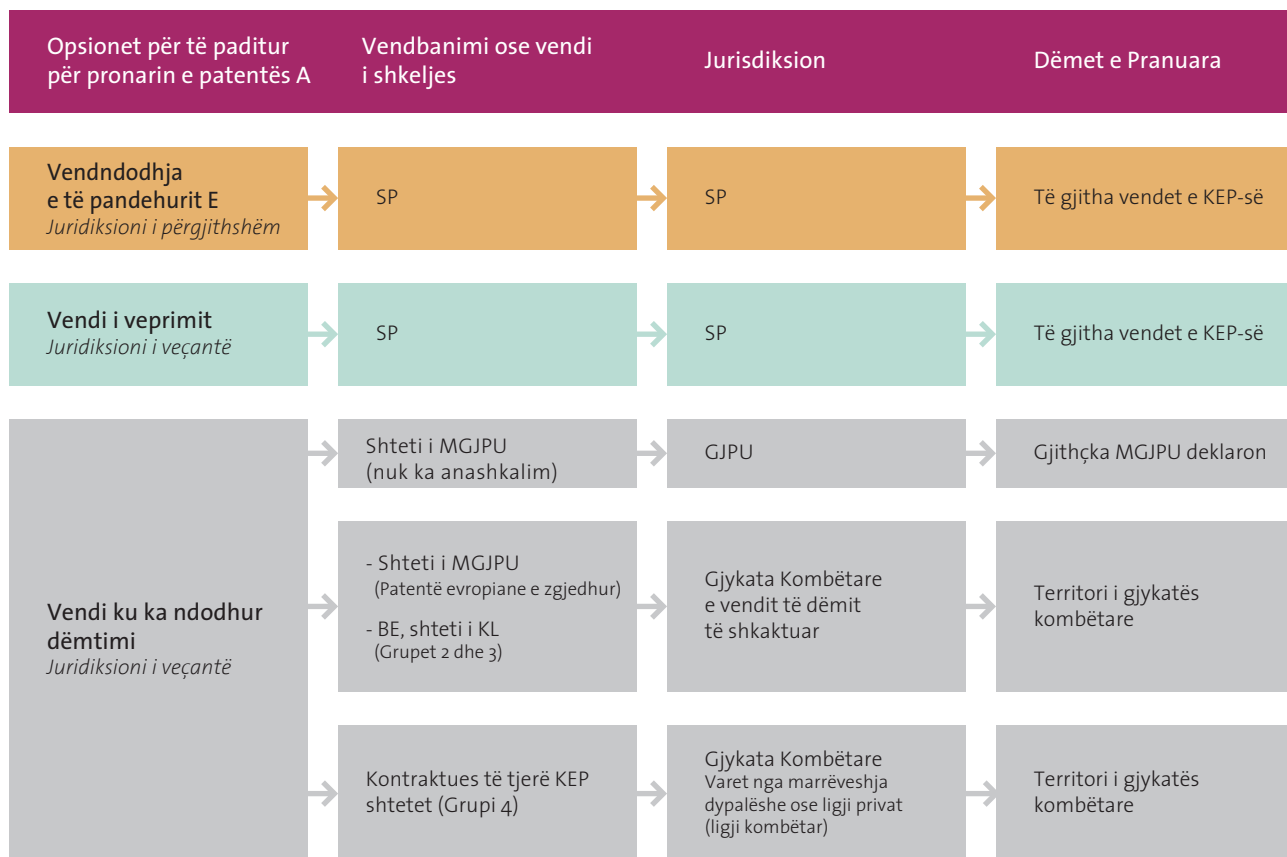 Opsionet për të paditur
për pronarin e patentës A
Vendbanimi ose vendi
i shkeljes
Jurisdiksion
Dëmet e Pranuara
Vendndodhja
e të pandehurit E
Juridiksioni i përgjithshëm
SP
SP
Të gjitha vendet e KEP-së
Vendi i veprimit
Juridiksioni i veçantë
SP
SP
Të gjitha vendet e KEP-së
Vendi ku ka ndodhur
dëmtimi
Juridiksioni i veçantë
Shteti i MGJPU
(nuk ka anashkalim)
GJPU
Gjithçka MGJPU deklaron
- Shteti i MGJPU
(Patentë evropiane e zgjedhur)
- BE, shteti i KL
(Grupet 2 dhe 3)
Gjykata Kombëtare
e vendit të dëmit
të shkaktuar
Territori i gjykatës
kombëtare
Kontraktues të tjerë KEP
shtetet (Grupi 4)
Gjykata Kombëtare
Varet nga marrëveshja
dypalëshe ose ligji privat
(ligji kombëtar)
Territori i gjykatës
kombëtare